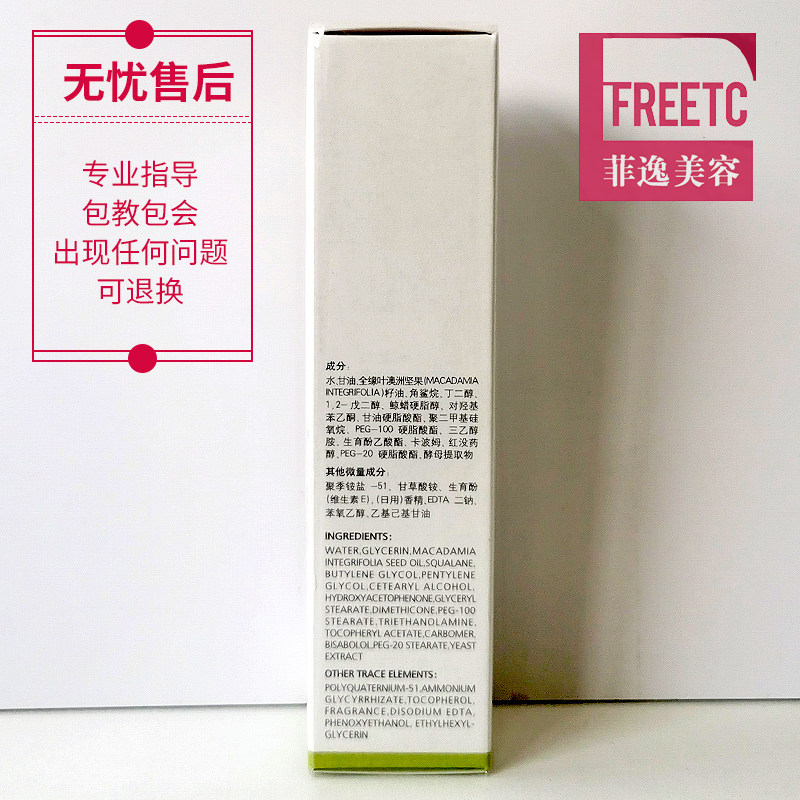 无忧售后
专业指导
包教包会
出现任何问题
可退换
FREETC
菲逸美容
成分:
水,甘油,全缘叶澳洲坚果(MACADAMIA
INTEGRIFOLIA)籽油、角鲨烷、丁二醇、
1,2-戊二醇、鲸蜡硬脂醇、对羟基
苯乙酮、甘油硬脂酸酯、聚二甲基硅
氧烷、PEG-100 硬脂酸酯、三乙醇
胺、生育酚乙酸酯、卡波姆、红没药
醇、PEG-20 硬脂酸酯、酵母提取物
其他微量成分:
聚季铵盐 -51、甘草酸铵、生育酚
(维生素E)、(日用)香精、EDTA 二钠、
苯氧乙醇、乙基己基甘油
INGREDIENTS:
WATER,GLYCERIN,MACADAMIA
INTEGRIFOLIA SEED OIL,SQUALANE,
BUTYLENE GLYCOL,PENTYLENE
GLYCOL,CETEARYL ALCOHOL,
HYDROXYACETOPHENONE,GLYCERYL
STEARATE,DIMETHICONE,PEG-100
STEARATE,TRIETHANOLAMINE,
TOCOPHERYL ACETATE,CARBOMER,
BISABOLOL,PEG-20 STEARATE,YEAST
EXTRACT
OTHER TRACE ELEMENTS:
POLYQUATERNIUM-51,AMMONIUM
GLYCYRRHIZATE,TOCOPHEROL,
FRAGRANCE,DISODIUM EDTA,
PHENOXYETHANOL, ETHYLHEXYL-
GLYCERIN